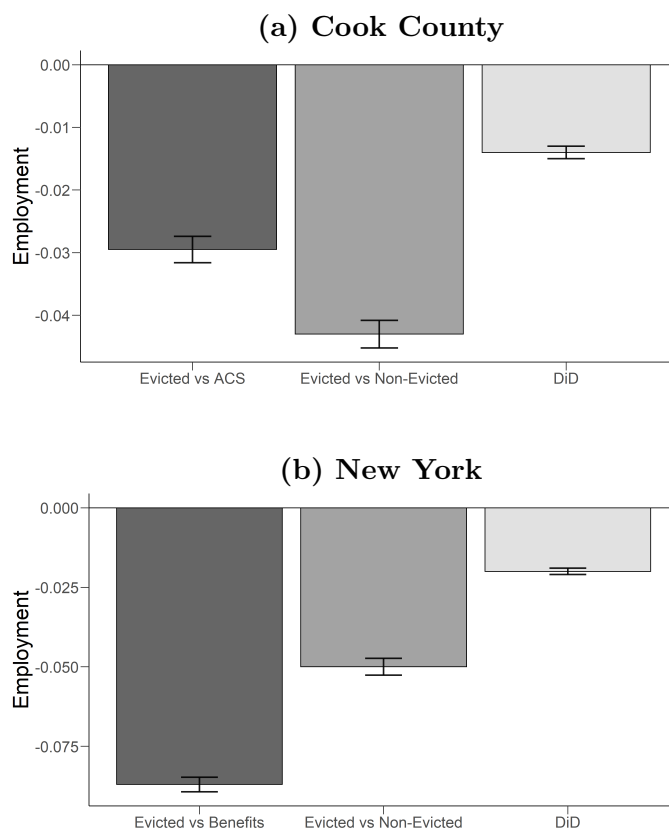 (a) Cook County
0.00
-0.01
-0.02
-0.03
-0.04
Employment
Evicted vs ACS Evicted vs Non-Evicted DiD
(b) New York
0.000
-0.025
-0.050
-0.075
Employment
Evicted vs Benefits Evicted vs Non-Evicted DiD